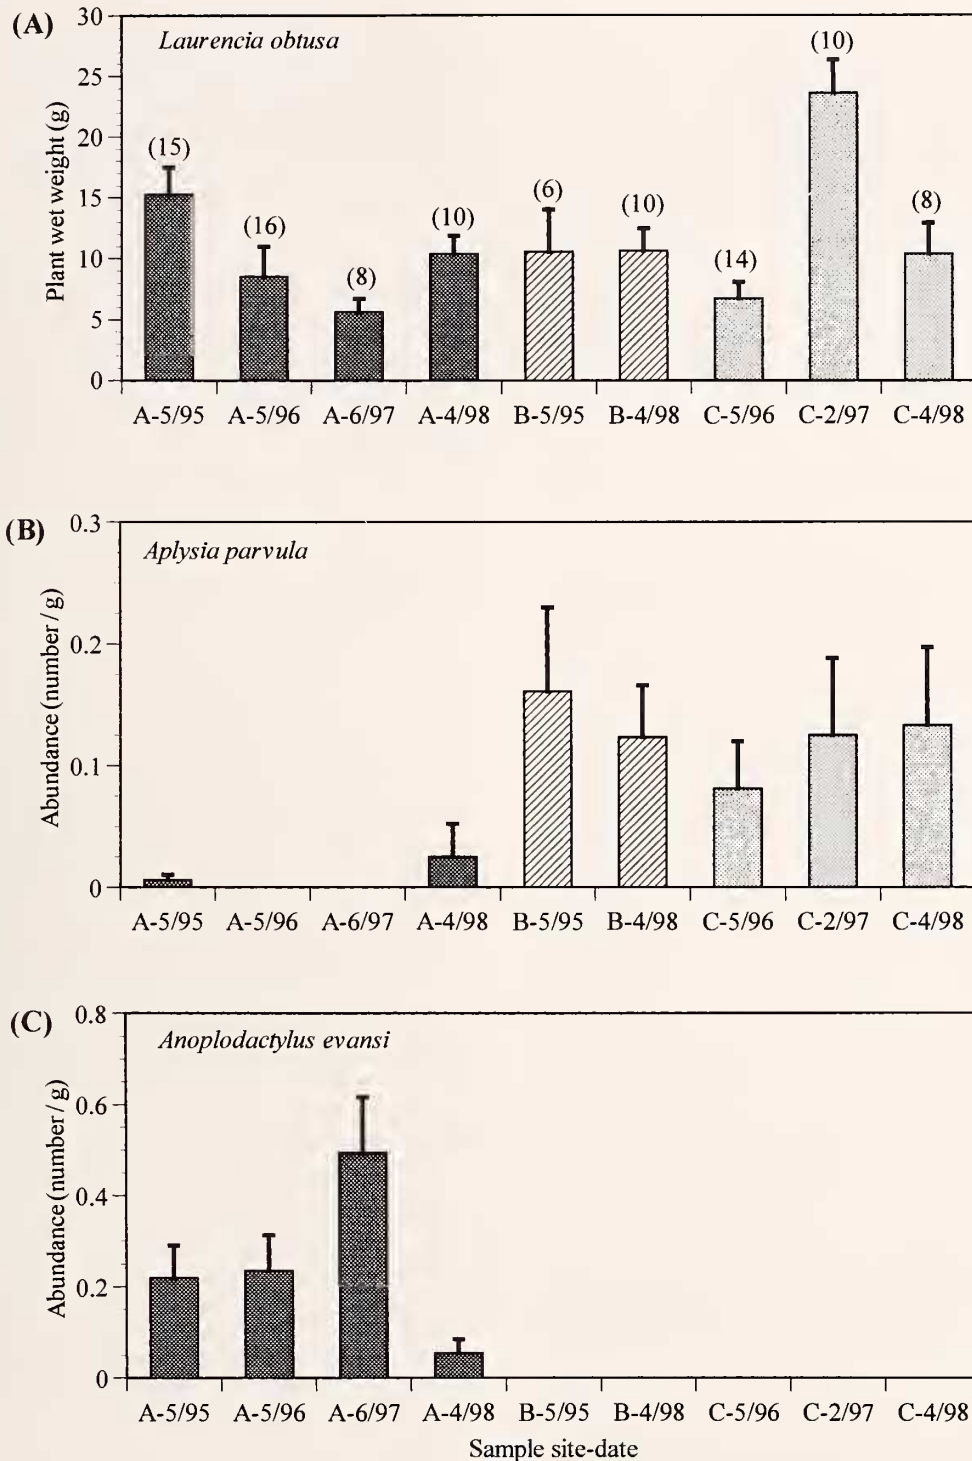 (A)
Laurencia obtusa
Plant wet weight (g)
30
25
20
15
10
5
0
(15)
(16)
(8)
(10)
(6)
(10)
(14)
(10)
(8)
A-5/95 A-5/96 A-6/97 A-4/98 B-5/95 B-4/98 C-5/96 C-2/97 C-4/98
(B)
Aplysia parvula
Abundance (number / g)
0.3
0.2
0.1
0
A-5/95 A-5/96 A-6/97 A-4/98 B-5/95 B-4/98 C-5/96 C-2/97 C-4/98
(C)
Anoplodactylus evansi
Abundance (number / g)
0.8
0.6
0.4
0.2
0
A-5/95 A-5/96 A-6/97 A-4/98 B-5/95 B-4/98 C-5/96 C-2/97 C-4/98
Sample site-date